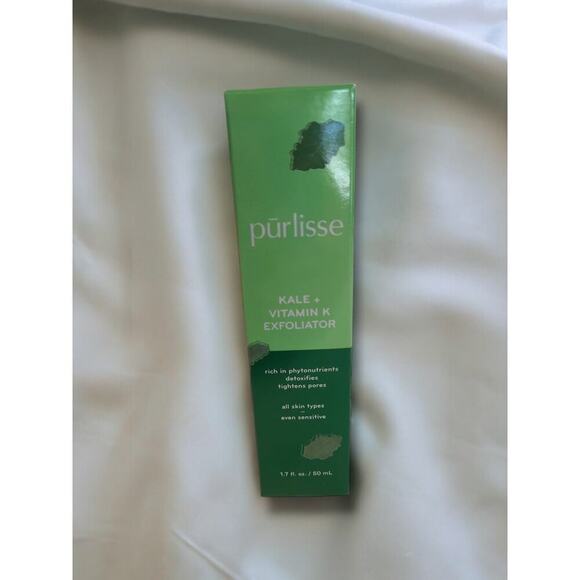 pūrlisse
KALE +
VITAMIN K
EXFOLIATOR
rich in phytonutrients
detoxifies
tightens pores
all skin types
–
even sensitive
1.7 fl. oz. / 50 mL